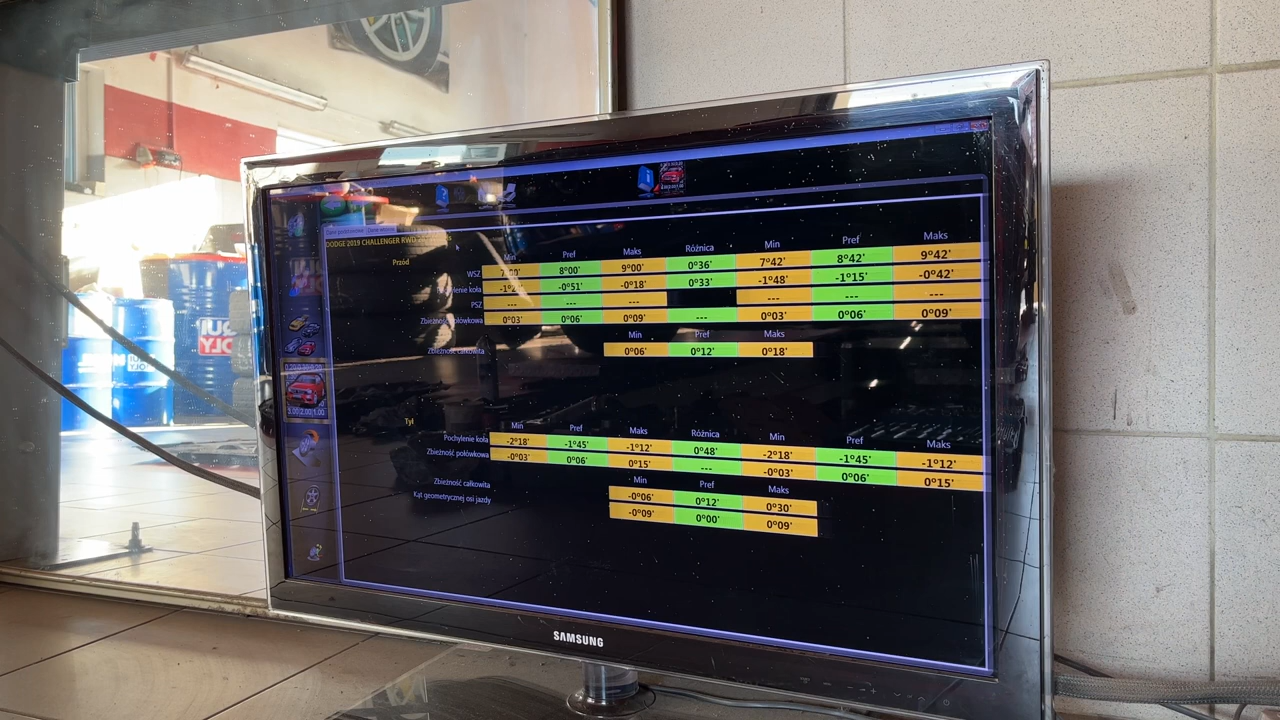 Dane podstawowe Dane
DODGE 2019 CHALLENGER RWD
Przód
Min Pref Maks Różnica Min Pref Maks
WSZ 8°00' 9°00' 0°36' 7°42' 8°42' 9°42'
Pochylenie koła -0°51' -0°18' 0°33' -1°48' -1°15' -0°42'
PSZ --- --- --- --- --- ---
Zbieżność połówkowa 0°03' 0°06' 0°09' --- 0°03' 0°06' 0°09'
Min Pref Maks
Zbieżność całkowita 0°06' 0°12' 0°18'
Tył
Min Pref Maks Różnica Min Pref Maks
Pochylenie koła -2°18' -1°45' -1°12' 0°48' -2°18' -1°45' -1°12'
Zbieżność połówkowa -0°03' 0°06' 0°15' --- -0°03' 0°06' 0°15'
Min Pref Maks
Zbieżność całkowita -0°06' 0°12' 0°30'
Kąt geometrycznej osi jazdy -0°09' 0°00' 0°09'
SAMSUNG